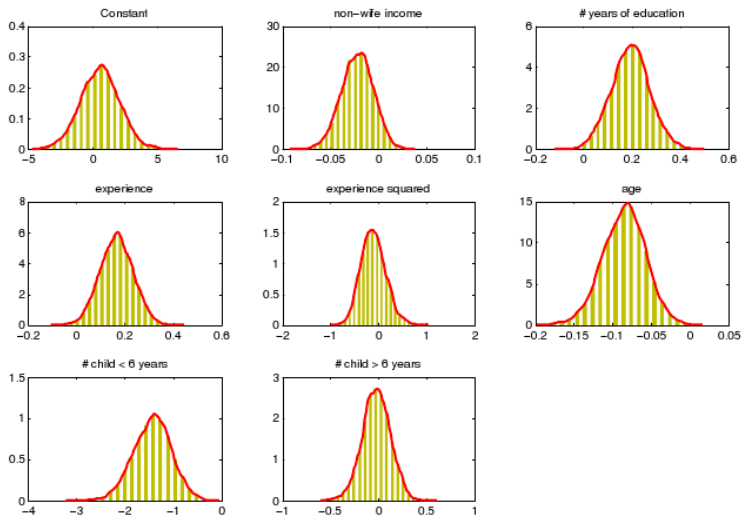 Constant
0.4
0.3
0.2
0.1
0
−5 0 5 10
non−wife income
30
20
10
0
−0.1 −0.05 0 0.05 0.1
# years of education
6
4
2
0
−0.2 0 0.2 0.4 0.6
experience
8
6
4
2
0
−0.2 0 0.2 0.4 0.6
experience squared
2
1.5
1
0.5
0
−2 −1 0 1 2
age
15
10
5
0
−0.2 −0.15 −0.1 −0.05 0 0.05
# child < 6 years
1.5
1
0.5
0
−4 −3 −2 −1 0
# child > 6 years
3
2
1
0
−1 −0.5 0 0.5 1